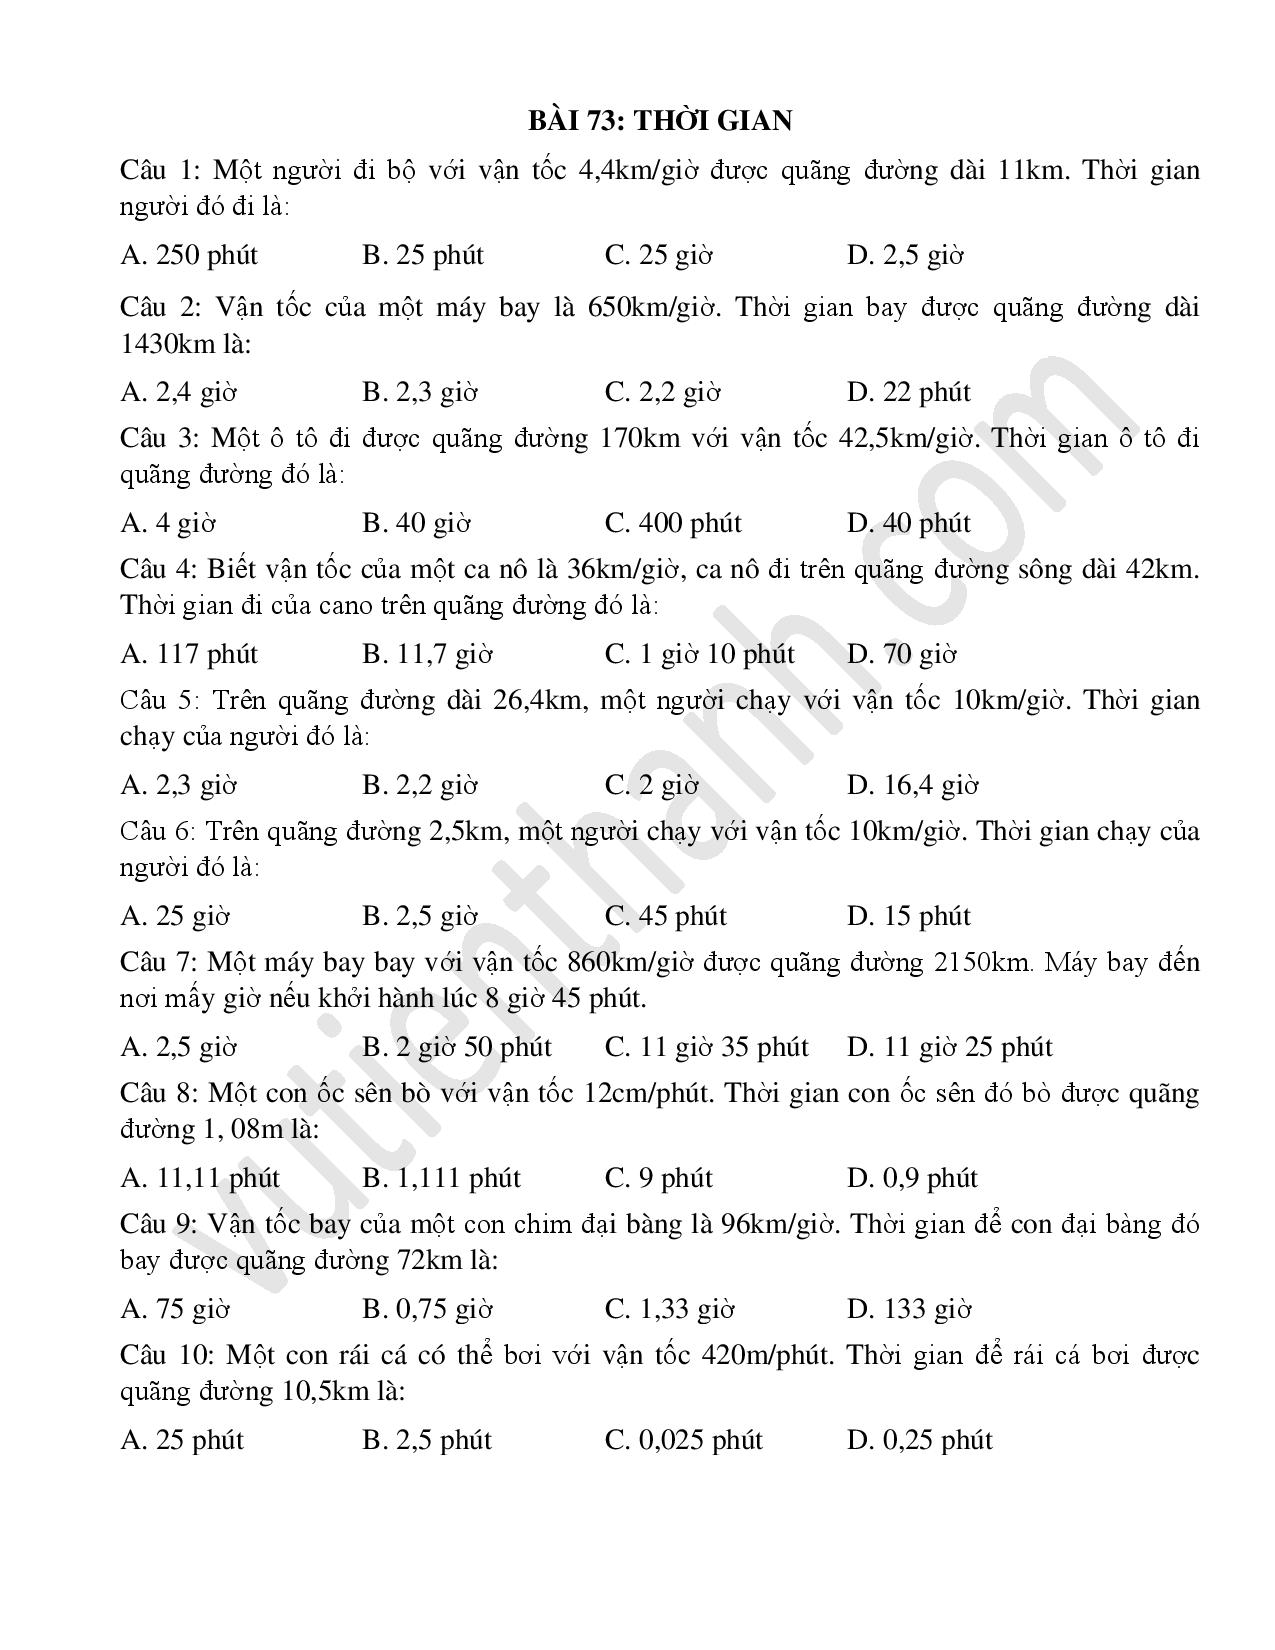 BÀI 73: THỜI GIAN
Câu 1: Một người đi bộ với vận tốc 4,4km/giờ được quãng đường dài 11km. Thời gian
người đó đi là:
A. 250 phút B. 25 phút C. 25 giờ D. 2,5 giờ
Câu 2: Vận tốc của một máy bay là 650km/giờ. Thời gian bay được quãng đường dài
1430km là:
A. 2,4 giờ B. 2,3 giờ C. 2,2 giờ D. 22 phút
Câu 3: Một ô tô đi được quãng đường 170km với vận tốc 42,5km/giờ. Thời gian ô tô đi
quãng đường đó là:
A. 4 giờ B. 40 giờ C. 400 phút D. 40 phút
Câu 4: Biết vận tốc của một ca nô là 36km/giờ, ca nô đi trên quãng đường sông dài 42km.
Thời gian đi của cano trên quãng đường đó là:
A. 117 phút B. 11,7 giờ C. 1 giờ 10 phút D. 70 giờ
Câu 5: Trên quãng đường dài 26,4km, một người chạy với vận tốc 10km/giờ. Thời gian
chạy của người đó là:
A. 2,3 giờ B. 2,2 giờ C. 2 giờ D. 16,4 giờ
Câu 6: Trên quãng đường 2,5km, một người chạy với vận tốc 10km/giờ. Thời gian chạy của
người đó là:
A. 25 giờ B. 2,5 giờ C. 45 phút D. 15 phút
Câu 7: Một máy bay bay với vận tốc 860km/giờ được quãng đường 2150km. Máy bay đến
nơi mấy giờ nếu khởi hành lúc 8 giờ 45 phút.
A. 2,5 giờ B. 2 giờ 50 phút C. 11 giờ 35 phút D. 11 giờ 25 phút
Câu 8: Một con ốc sên bò với vận tốc 12cm/phút. Thời gian con ốc sên đó bò được quãng
đường 1, 08m là:
A. 11,11 phút B. 1,111 phút C. 9 phút D. 0,9 phút
Câu 9: Vận tốc bay của một con chim đại bàng là 96km/giờ. Thời gian để con đại bàng đó
bay được quãng đường 72km là:
A. 75 giờ B. 0,75 giờ C. 1,33 giờ D. 133 giờ
Câu 10: Một con rái cá có thể bơi với vận tốc 420m/phút. Thời gian để rái cá bơi được
quãng đường 10,5km là:
A. 25 phút B. 2,5 phút C. 0,025 phút D. 0,25 phút
vutienthanh.com